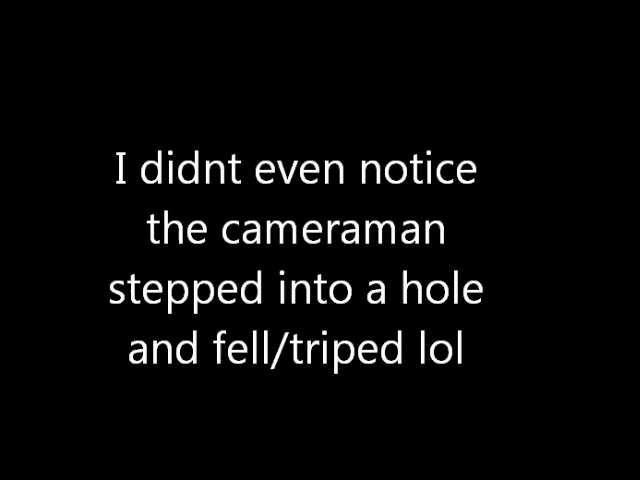 I didnt even notice
the cameraman
stepped into a hole
and fell/triped lol